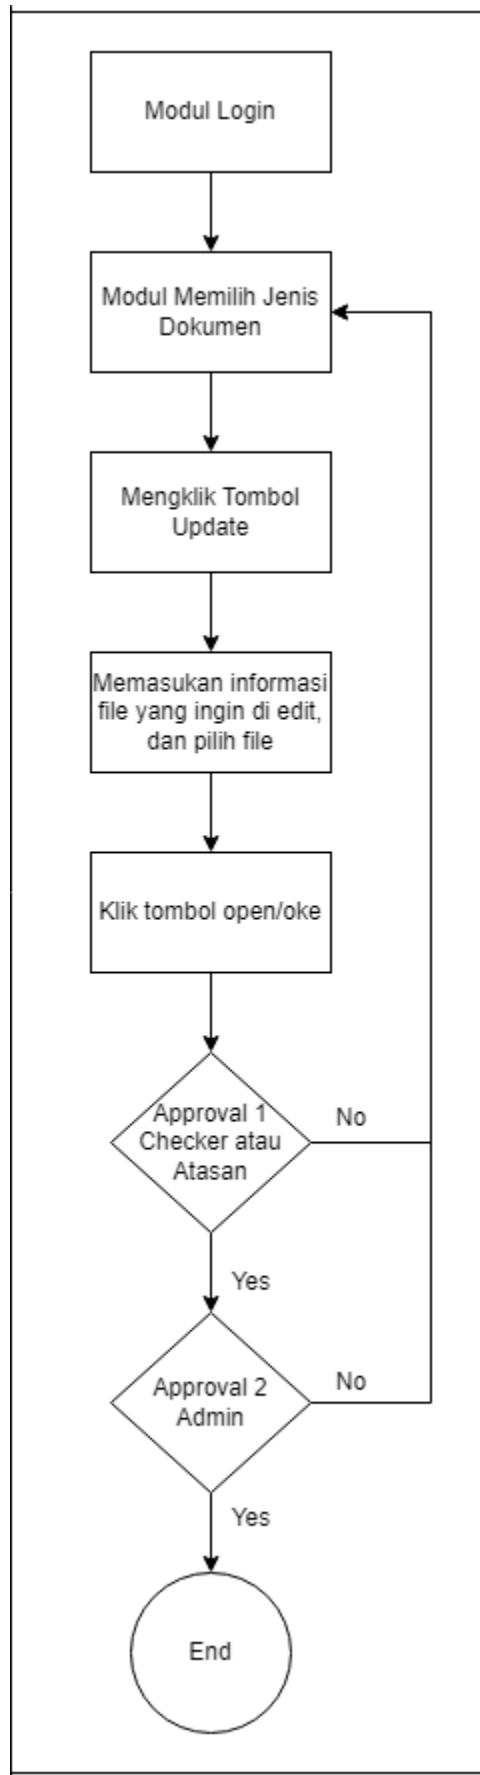 Modul Login
Modul Memilih Jenis
Dokumen
Mengklik Tombol
Update
Memasukan informasi
file yang ingin di edit,
dan pilih file
Klik tombol open/oke
Approval 1
Checker atau
Atasan
No
Yes
Approval 2
Admin
No
Yes
End